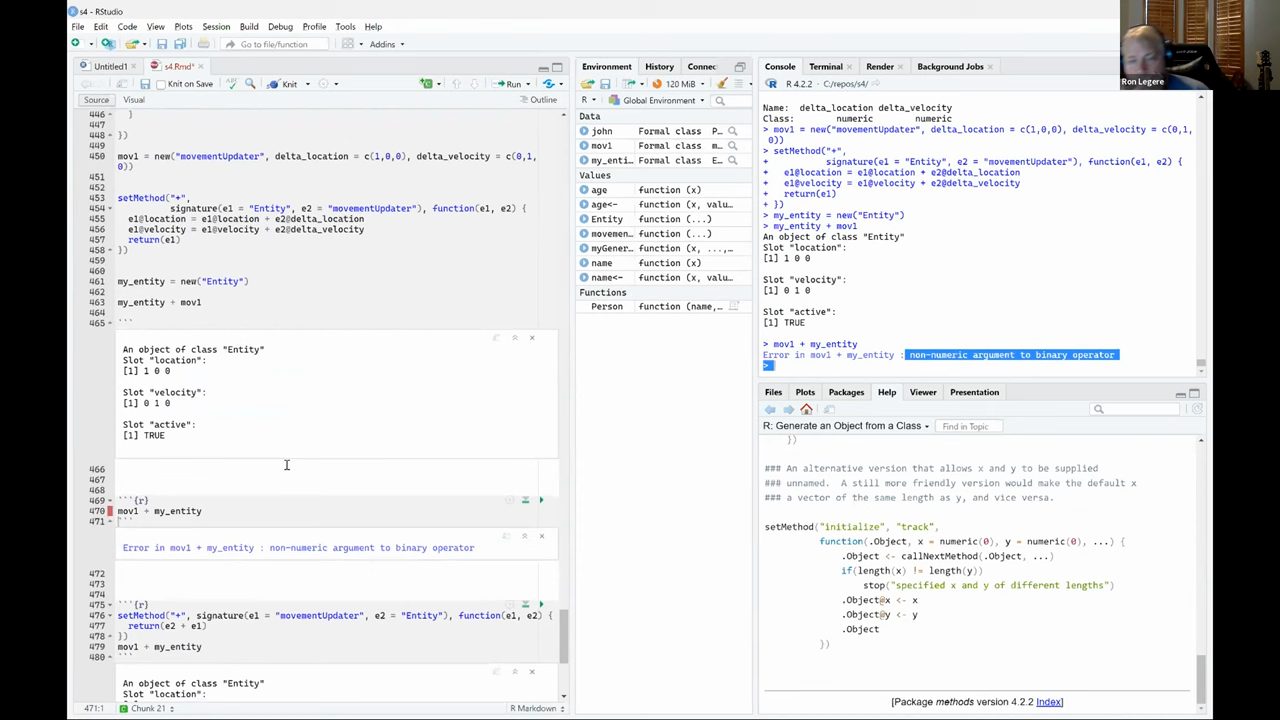 s4 - RStudio
File Edit Code View Plots Session Build Debug Profile Tools Help
Go to file/function Addins
Untitled1 s4.Rmd*
Knit on Save Knit Run
Source Visual Outline
446 }
447
448 })
449
450 mov1 = new("movementUpdater", delta_location = c(1,0,0), delta_velocity = c(0,1,
0))
451
452
453 setMethod("+",
454 signature(e1 = "Entity", e2 = "movementUpdater"), function(e1, e2) {
455 e1@location = e1@location + e2@delta_location
456 e1@velocity = e1@velocity + e2@delta_velocity
457 return(e1)
458 })
459
460
461 my_entity = new("Entity")
462
463 my_entity + mov1
464
465 ```
An object of class "Entity"
Slot "location":
[1] 1 0 0
Slot "velocity":
[1] 0 1 0
Slot "active":
[1] TRUE
466
467
468
469 ```{r}
470 mov1 + my_entity
471 ```
Error in mov1 + my_entity : non-numeric argument to binary operator
472
473
474
475 ```{r}
476 setMethod("+", signature(e1 = "movementUpdater", e2 = "Entity"), function(e1, e2) {
477 return(e2 + e1)
478 })
479 mov1 + my_entity
480 ```
An object of class "Entity"
Slot "location":
471:1 Chunk 21 R Markdown
Environment History Connec
120 MiB
R Global Environment
Data
john Formal class P…
mov1 Formal class m…
my_enti… Formal class E…
Values
age function (x)
age<- function (x, valu…
Entity function (...)
movemen… function (...)
myGener… function (x, ...,…
name function (x)
name<- function (x, valu…
Functions
Person function (name,…
Console Terminal Render Background Jobs
R 4.2.2 · C:/repos/s4/
Name: delta_location delta_velocity
Class: numeric numeric
> mov1 = new("movementUpdater", delta_location = c(1,0,0), delta_velocity = c(0,1,
0))
> setMethod("+",
+ signature(e1 = "Entity", e2 = "movementUpdater"), function(e1, e2) {
+ e1@location = e1@location + e2@delta_location
+ e1@velocity = e1@velocity + e2@delta_velocity
+ return(e1)
+ })
> my_entity = new("Entity")
> my_entity + mov1
An object of class "Entity"
Slot "location":
[1] 1 0 0
Slot "velocity":
[1] 0 1 0
Slot "active":
[1] TRUE
> mov1 + my_entity
Error in mov1 + my_entity : non-numeric argument to binary operator
>
Files Plots Packages Help Viewer Presentation
R: Generate an Object from a Class Find in Topic
})
### An alternative version that allows x and y to be supplied
### unnamed. A still more friendly version would make the default x
### a vector of the same length as y, and vice versa.
setMethod("initialize", "track",
function(.Object, x = numeric(0), y = numeric(0), ...) {
.Object <- callNextMethod(.Object, ...)
if(length(x) != length(y))
stop("specified x and y of different lengths")
.Object@x <- x
.Object@y <- y
.Object
})
[Package methods version 4.2.2 Index]
Ron Legere